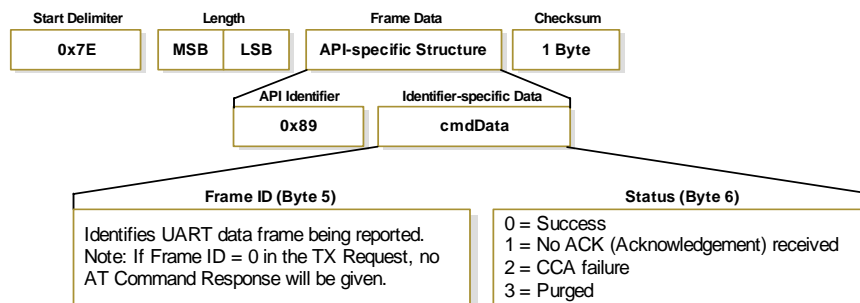 Start Delimiter Length Frame Data Checksum
0x7E MSB LSB API-specific Structure 1 Byte
API Identifier Identifier-specific Data
0x89 cmdData
Frame ID (Byte 5)
Identifies UART data frame being reported.
Note: If Frame ID = 0 in the TX Request, no
AT Command Response will be given.
Status (Byte 6)
0 = Success
1 = No ACK (Acknowledgement) received
2 = CCA failure
3 = Purged